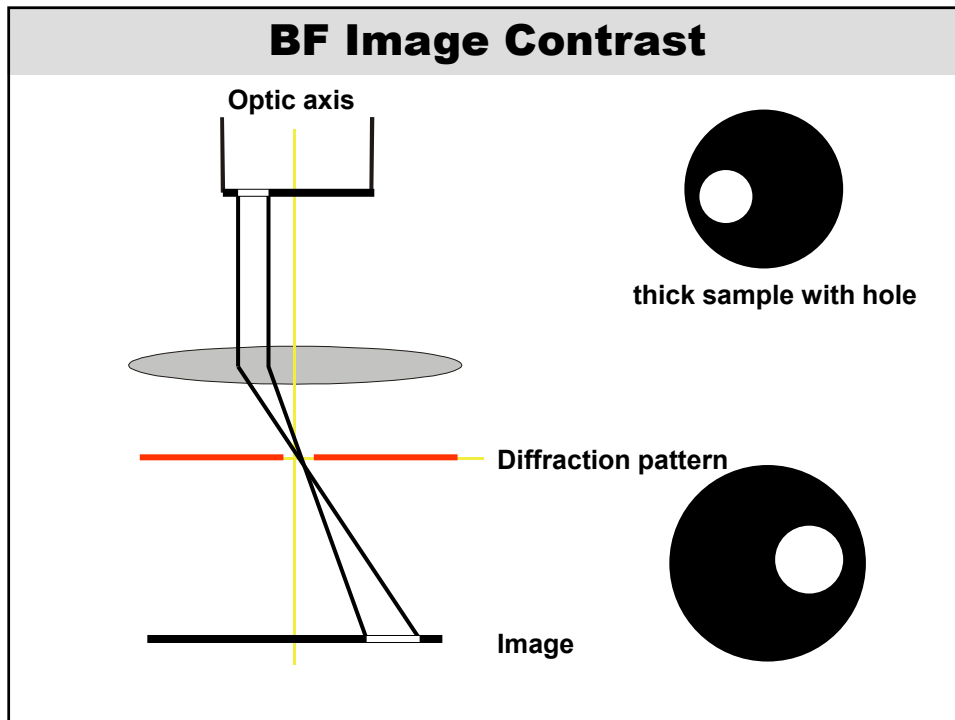 BF Image Contrast
Optic axis
thick sample with hole
Diffraction pattern
Image